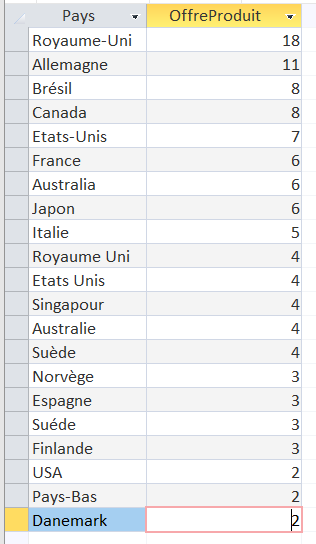 Pays OffreProduit
Royaume-Uni 18
Allemagne 11
Brésil 8
Canada 8
Etats-Unis 7
France 6
Australia 6
Japon 6
Italie 5
Royaume Uni 4
Etats Unis 4
Singapour 4
Australie 4
Suède 4
Norvège 3
Espagne 3
Suéde 3
Finlande 3
USA 2
Pays-Bas 2
Danemark 2